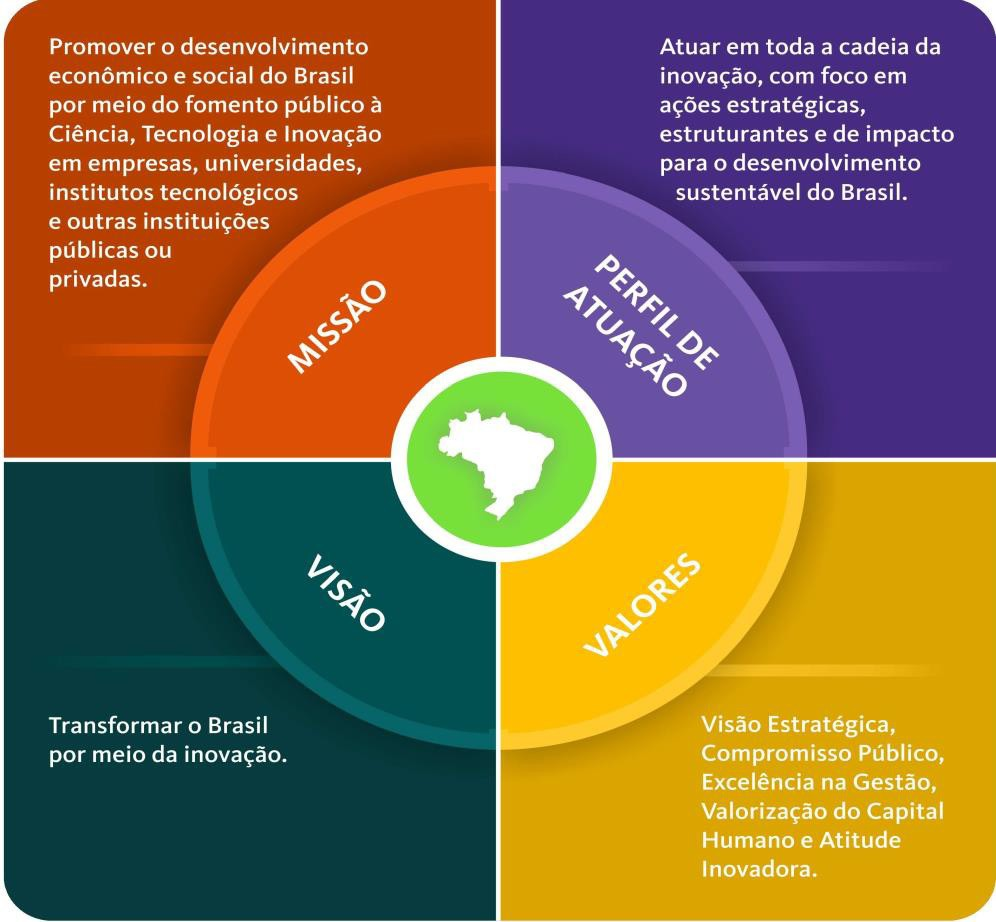 Promover o desenvolvimento
econômico e social do Brasil
por meio do fomento público à
Ciência, Tecnologia e Inovação
em empresas, universidades,
institutos tecnológicos
e outras instituições
públicas ou
privadas.
MISSÃO
Atuar em toda a cadeia da
inovação, com foco em
ações estratégicas,
estruturantes e de impacto
para o desenvolvimento
sustentável do Brasil.
PERFIL DE
ATUAÇÃO
VISÃO
Transformar o Brasil
por meio da inovação.
VALORES
Visão Estratégica,
Compromisso Público,
Excelência na Gestão,
Valorização do Capital
Humano e Atitude
Inovadora.